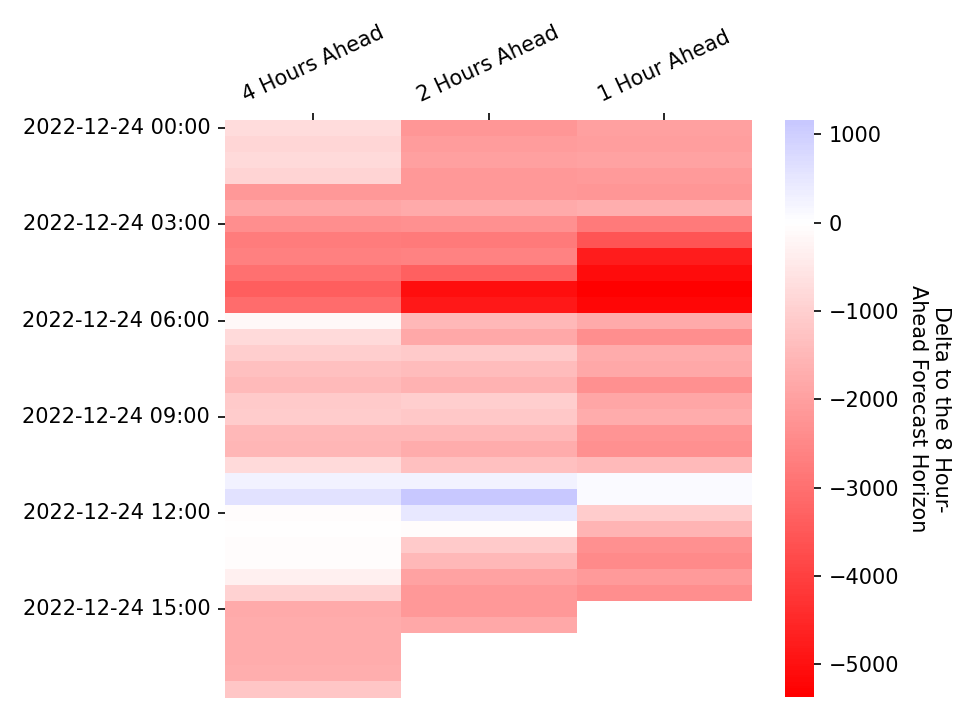 4 Hours Ahead
2 Hours Ahead
1 Hour Ahead
2022-12-24 00:00
2022-12-24 03:00
2022-12-24 06:00
2022-12-24 09:00
2022-12-24 12:00
2022-12-24 15:00
1000
0
−1000
−2000
−3000
−4000
−5000
Delta to the 8 Hour-
Ahead Forecast Horizon